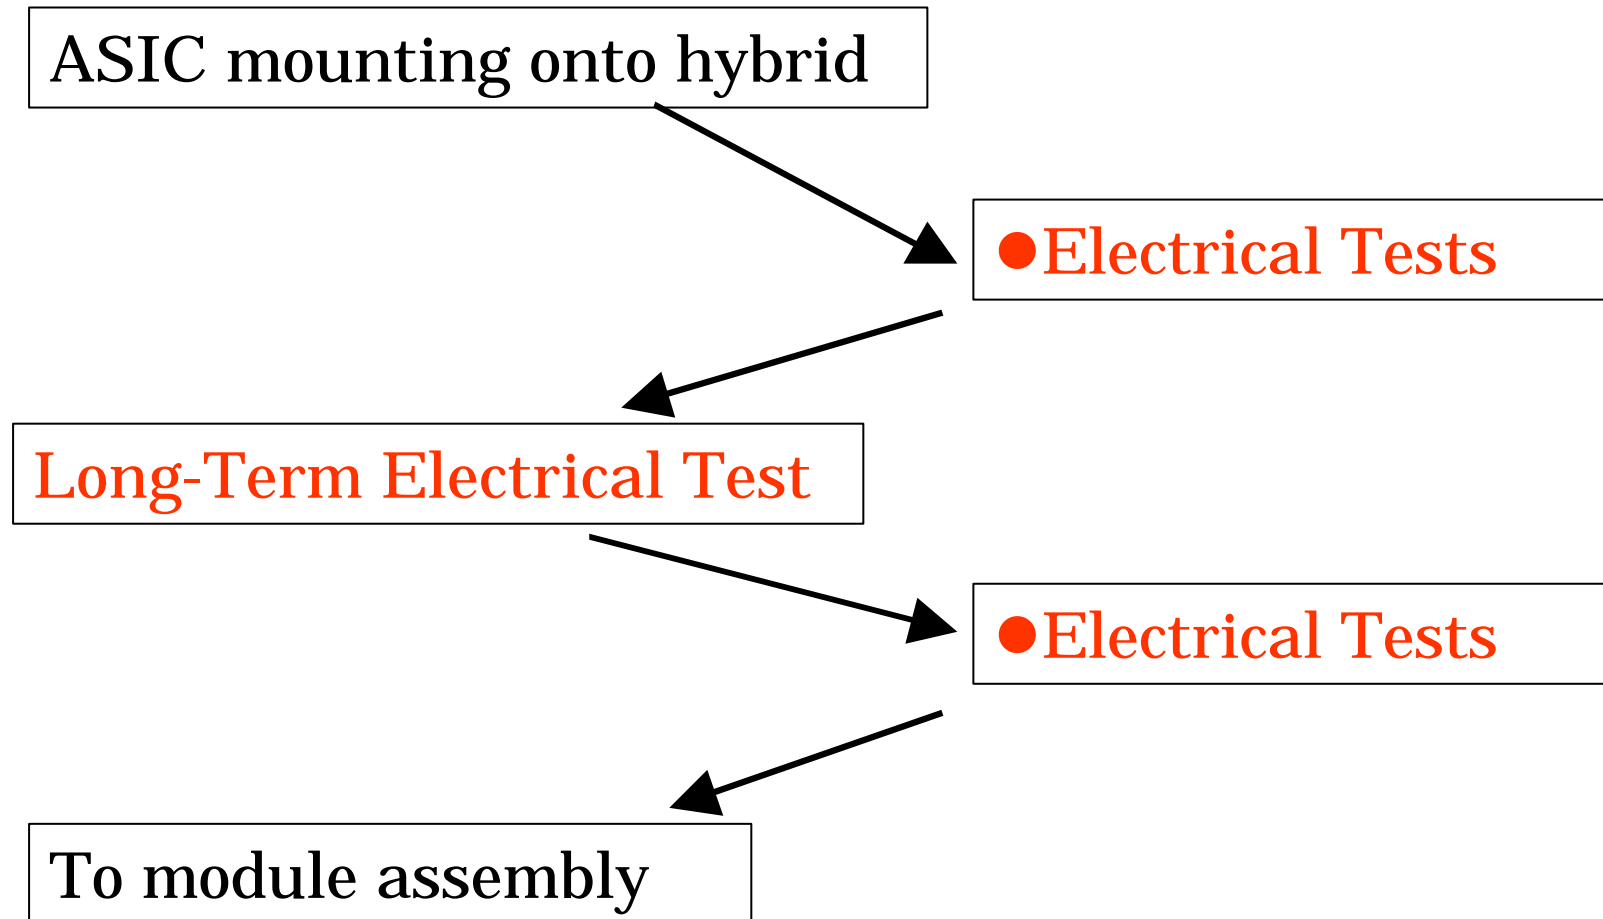 ASIC mounting onto hybrid
●Electrical Tests
Long-Term Electrical Test
●Electrical Tests
To module assembly